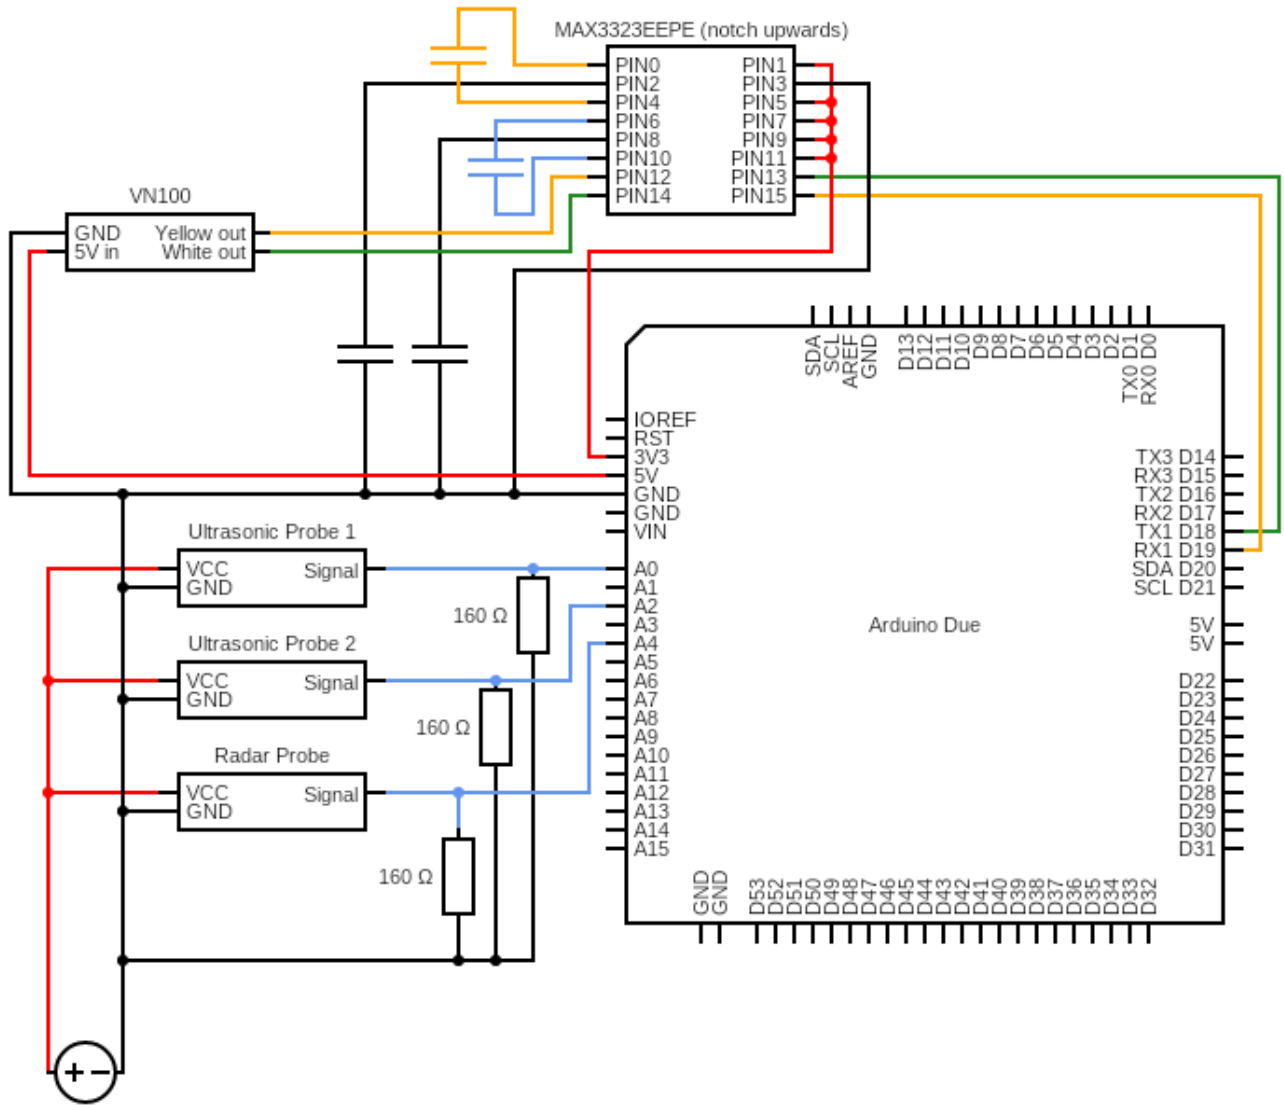 MAX3323EEPE (notch upwards)
PIN0 PIN1
PIN2 PIN3
PIN4 PIN5
PIN6 PIN7
PIN8 PIN9
PIN10 PIN11
PIN12 PIN13
PIN14 PIN15
VN100
GND Yellow out
5V in White out
SDA
SCL
AREF
GND
D13
D12
D11
D10
D9
D8
D7
D6
D5
D4
D3
D2
TX0 D1
RX0 D0
IOREF
RST
3V3
5V
GND
GND
VIN
A0
A1
A2
A3
A4
A5
A6
A7
A8
A9
A10
A11
A12
A13
A14
A15
Arduino Due
TX3 D14
RX3 D15
TX2 D16
RX2 D17
TX1 D18
RX1 D19
SDA D20
SCL D21
5V
5V
D22
D23
D24
D25
D26
D27
D28
D29
D30
D31
GND
GND
D53
D52
D51
D50
D49
D48
D47
D46
D45
D44
D43
D42
D41
D40
D39
D38
D37
D36
D35
D34
D33
D32
Ultrasonic Probe 1
VCC Signal
GND
160 Ω
Ultrasonic Probe 2
VCC Signal
GND
160 Ω
Radar Probe
VCC Signal
GND
160 Ω
+ −